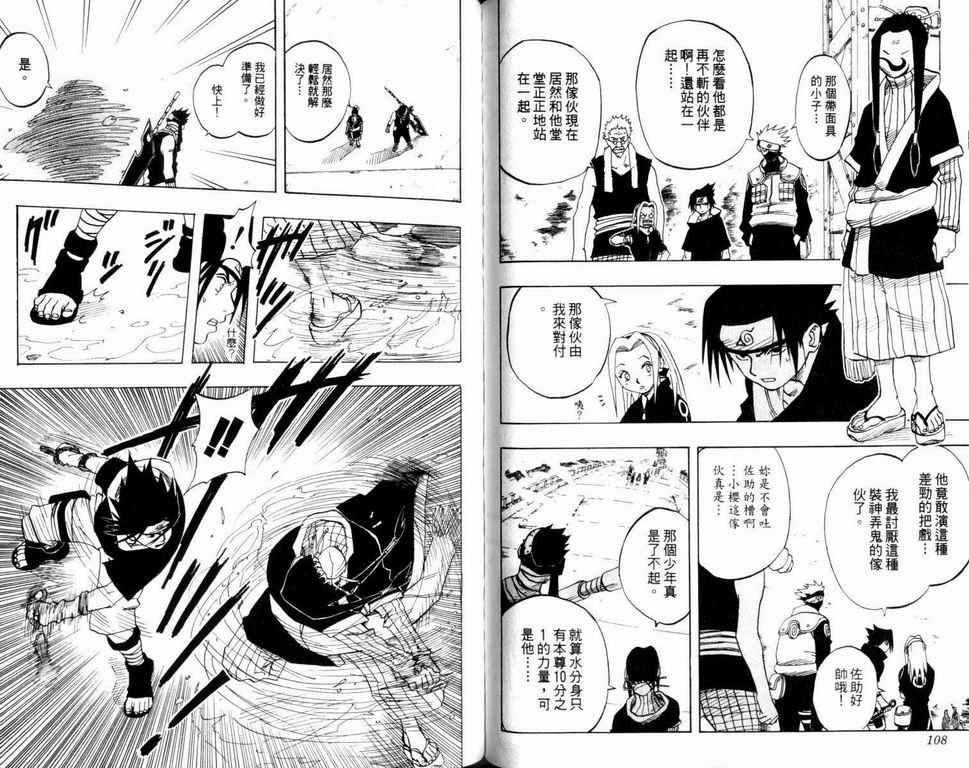 那個帶面具
的小子…
怎麼看他都是
再不斬的伙伴
啊！還站在一
起……
那傢伙現在
居然和他堂
堂正正地站
在一起。
那傢伙由
我來對付
咦？
他竟敢演這種
差勁的把戲…
我最討厭這種
裝神弄鬼的傢
伙了。
佐助好
帥哦！
妳是不會吐
佐助的槽啊
…小櫻這傢
伙真是…
那個少年真
是了不起。
就算水分身只
有本尊10分之
1的力量，可
是他……
108
居然那麼
輕鬆就解
決了…
我已經做好
準備了。
快上！
是。
！
什麼？
！！